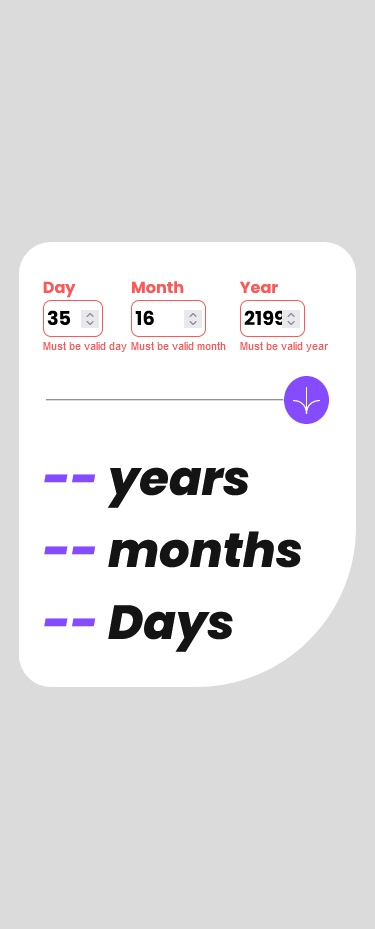 Day Month Year
35 16 2199
Must be valid day Must be valid month Must be valid year
-- years
-- months
-- Days